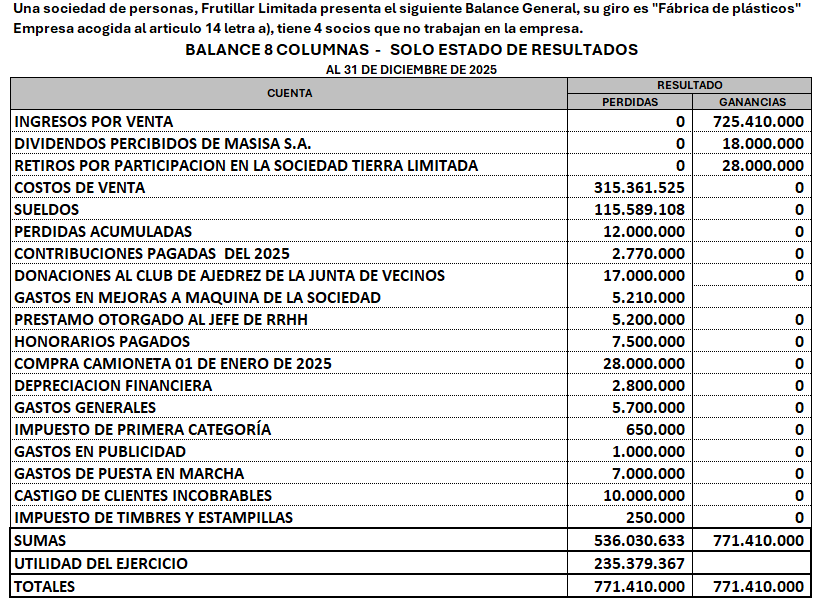 Una sociedad de personas, Frutillar Limitada presenta el siguiente Balance General, su giro es "Fábrica de plásticos"
Empresa acogida al articulo 14 letra a), tiene 4 socios que no trabajan en la empresa.
BALANCE 8 COLUMNAS - SOLO ESTADO DE RESULTADOS
AL 31 DE DICIEMBRE DE 2025
CUENTA RESULTADO
PERDIDAS GANANCIAS
INGRESOS POR VENTA 0 725.410.000
DIVIDENDOS PERCIBIDOS DE MASISA S.A. 0 18.000.000
RETIROS POR PARTICIPACION EN LA SOCIEDAD TIERRA LIMITADA 0 28.000.000
COSTOS DE VENTA 315.361.525 0
SUELDOS 115.589.108 0
PERDIDAS ACUMULADAS 12.000.000 0
CONTRIBUCIONES PAGADAS DEL 2025 2.770.000 0
DONACIONES AL CLUB DE AJEDREZ DE LA JUNTA DE VECINOS 17.000.000 0
GASTOS EN MEJORAS A MAQUINA DE LA SOCIEDAD 5.210.000
PRESTAMO OTORGADO AL JEFE DE RRHH 5.200.000 0
HONORARIOS PAGADOS 7.500.000 0
COMPRA CAMIONETA 01 DE ENERO DE 2025 28.000.000 0
DEPRECIACION FINANCIERA 2.800.000 0
GASTOS GENERALES 5.700.000 0
IMPUESTO DE PRIMERA CATEGORÍA 650.000 0
GASTOS EN PUBLICIDAD 1.000.000 0
GASTOS DE PUESTA EN MARCHA 7.000.000 0
CASTIGO DE CLIENTES INCOBRABLES 10.000.000 0
IMPUESTO DE TIMBRES Y ESTAMPILLAS 250.000 0
SUMAS 536.030.633 771.410.000
UTILIDAD DEL EJERCICIO 235.379.367
TOTALES 771.410.000 771.410.000